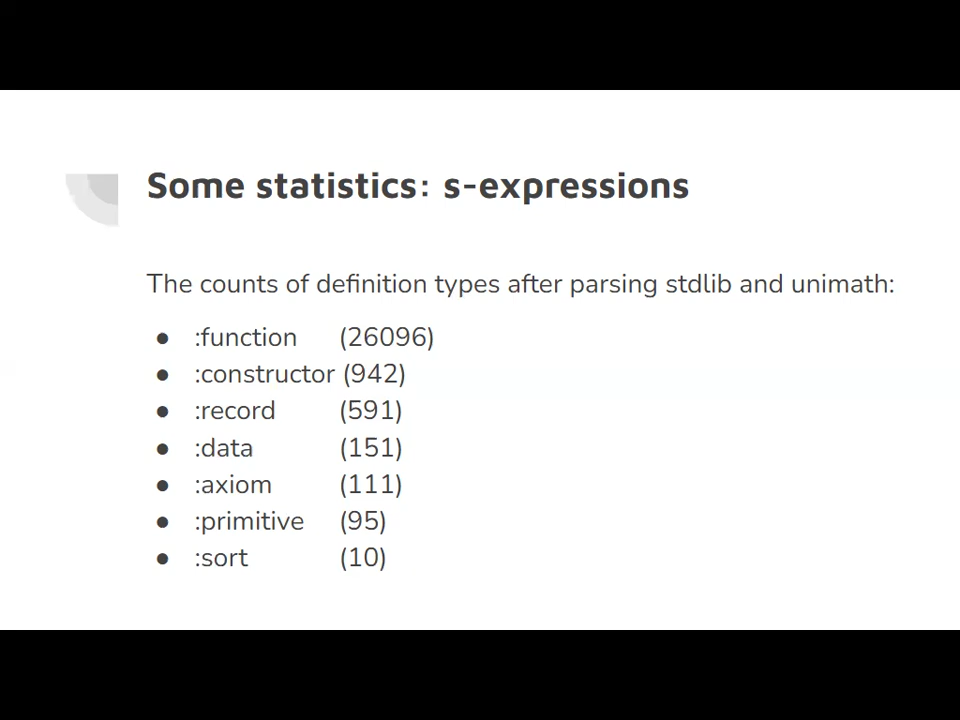 Some statistics: s-expressions
The counts of definition types after parsing stdlib and unimath:
● :function (26096)
● :constructor (942)
● :record (591)
● :data (151)
● :axiom (111)
● :primitive (95)
● :sort (10)